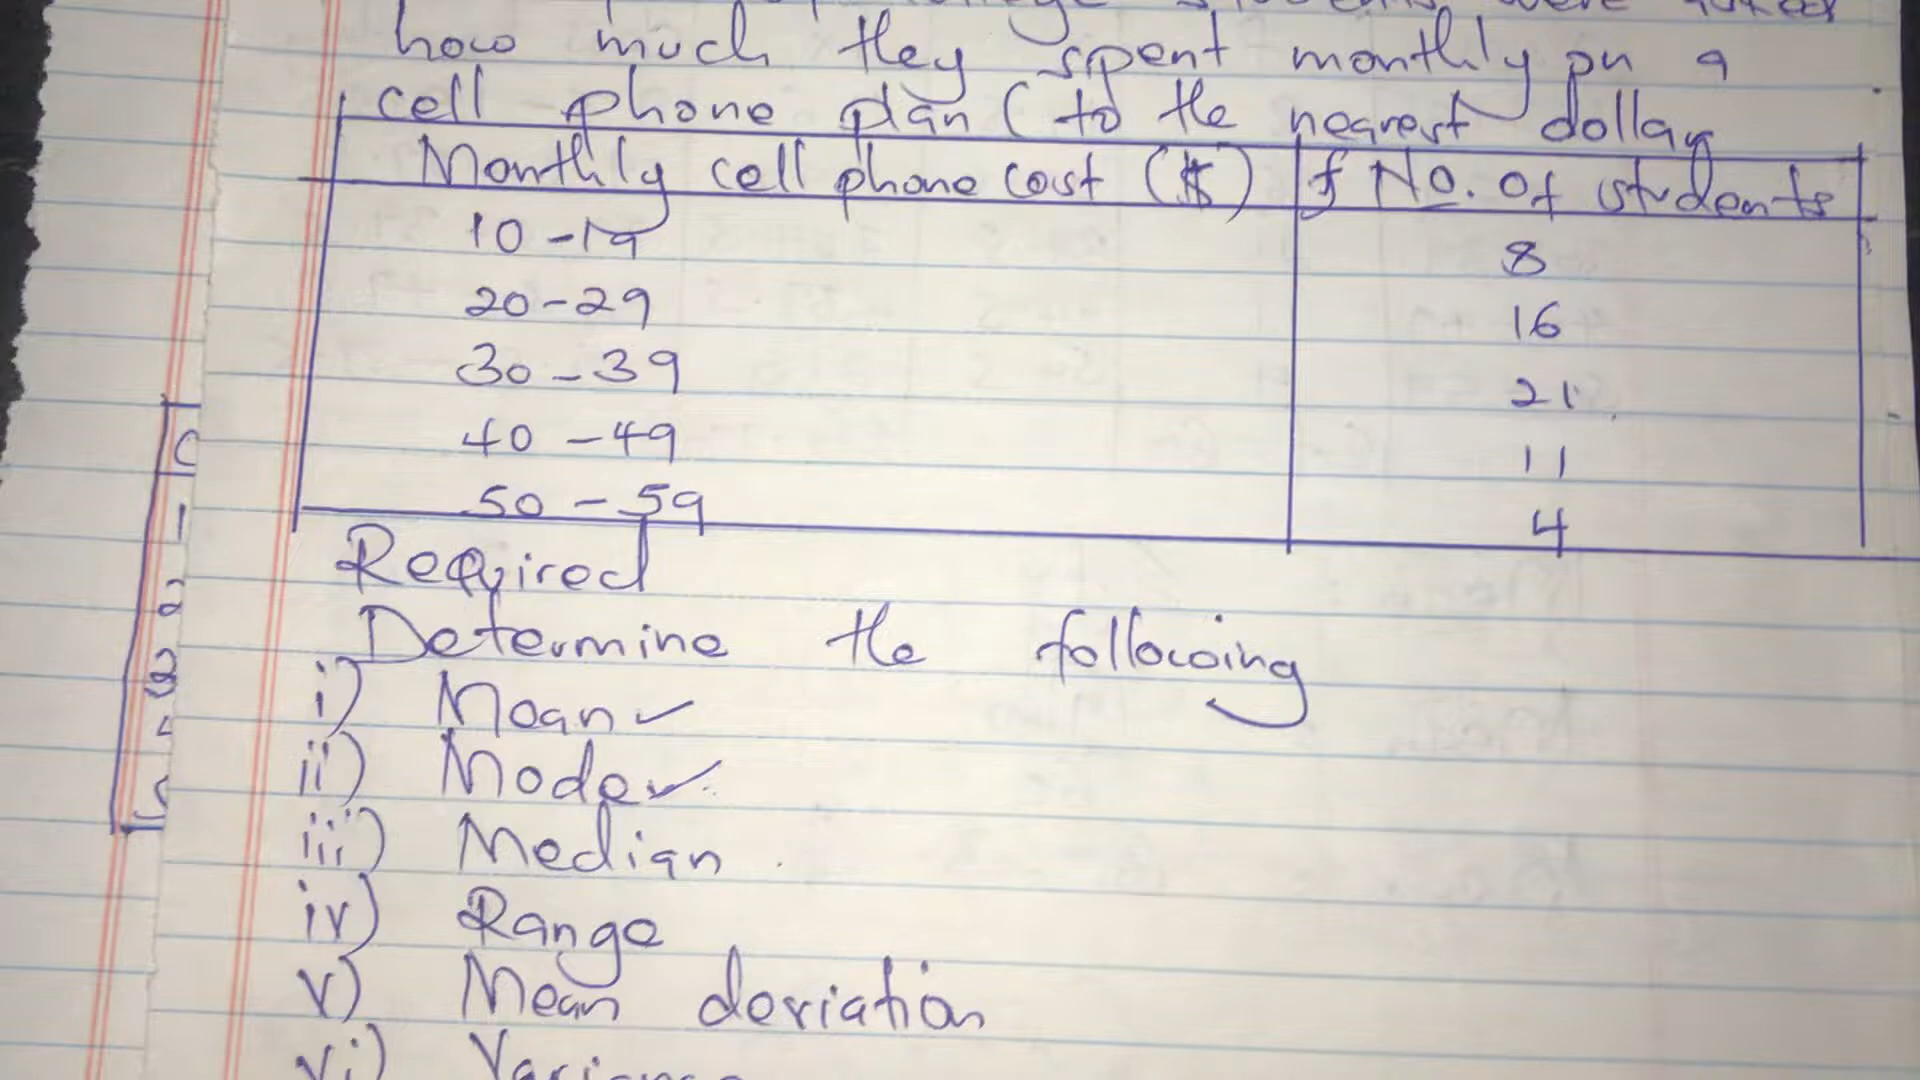 how much they spent monthly on a
cell phone plan (to the nearest dollar
Monthly cell phone cost ($) f No. Of students
10 - 19 8
20 - 29 16
30 - 39 21
40 - 49 11
50 - 59 4
Required
Determine the following
i) Mean ✓
ii) Mode ✓
iii) Median
iv) Range
v) Mean deviation
vi) Variance